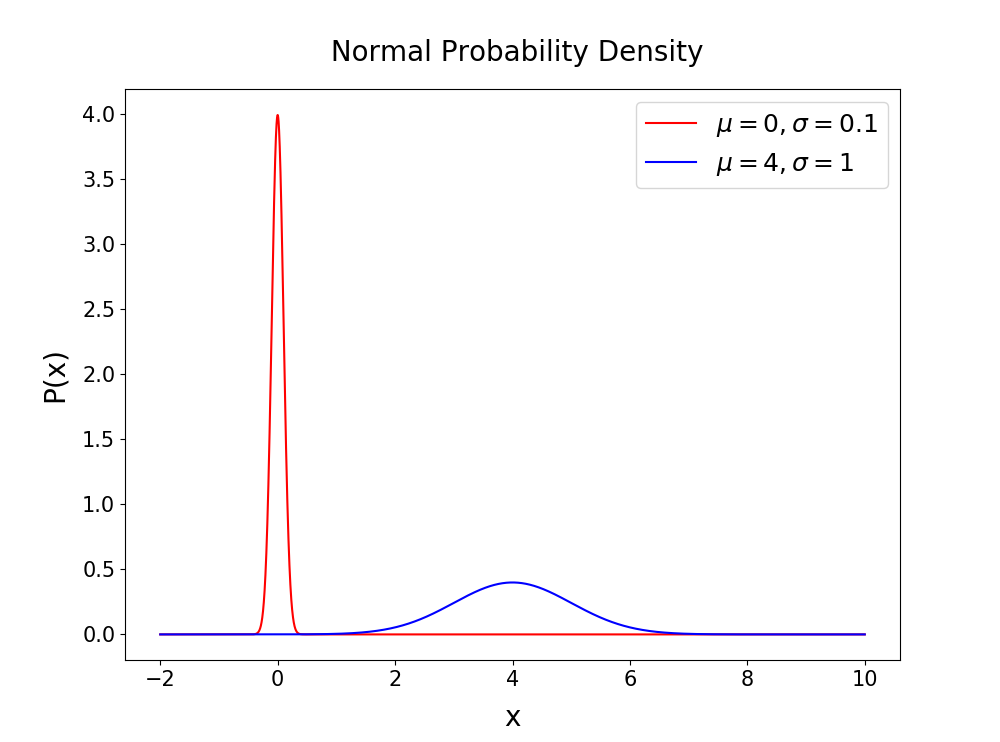 Normal Probability Density
μ = 0, σ = 0.1
μ = 4, σ = 1
P(x)
4.0
3.5
3.0
2.5
2.0
1.5
1.0
0.5
0.0
−2 0 2 4 6 8 10
x